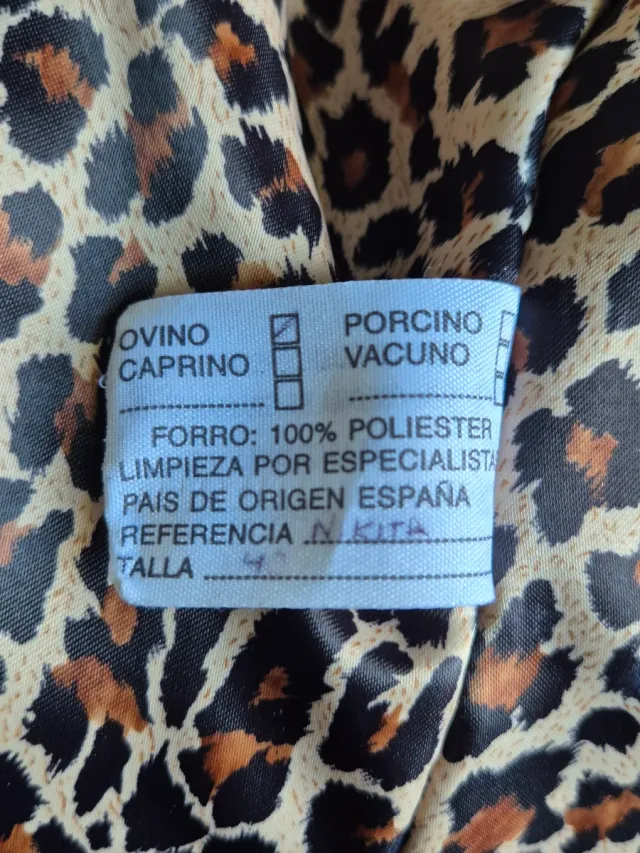 OVINO PORCINO
CAPRINO VACUNO
FORRO: 100% POLIESTER
LIMPIEZA POR ESPECIALISTA
PAIS DE ORIGEN ESPAÑA
REFERENCIA
TALLA